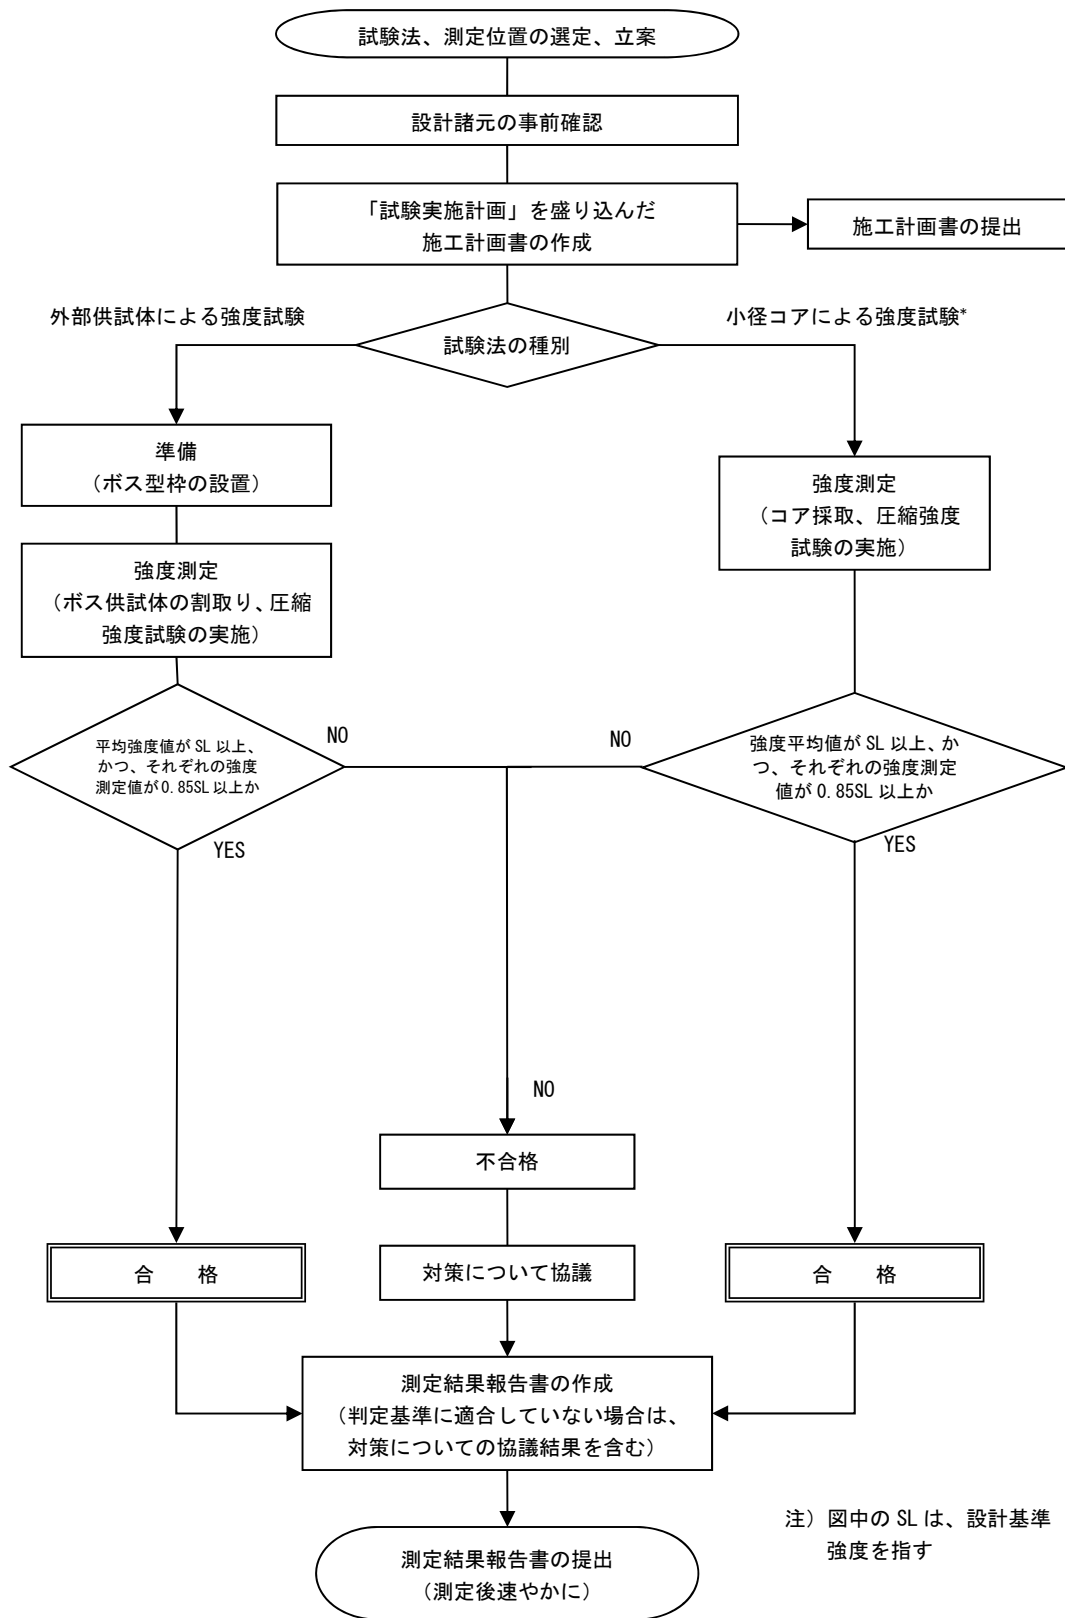 試験法、測定位置の選定、立案
設計諸元の事前確認
「試験実施計画」を盛り込んだ
施工計画書の作成
施工計画書の提出
外部供試体による強度試験
小径コアによる強度試験*
試験法の種別
準備
(ボス型枠の設置)
強度測定
(ボス供試体の割取り、圧縮
強度試験の実施)
強度測定
(コア採取、圧縮強度
試験の実施)
平均強度値が SL 以上、
かつ、それぞれの強度
測定値が 0.85SL 以上か
NO
NO
強度平均値が SL 以上、か
つ、それぞれの強度測定
値が 0.85SL 以上か
YES
YES
NO
不合格
合　格
対策について協議
合　格
測定結果報告書の作成
(判定基準に適合していない場合は、
対策についての協議結果を含む)
測定結果報告書の提出
(測定後速やかに)
注) 図中の SL は、設計基準
強度を指す